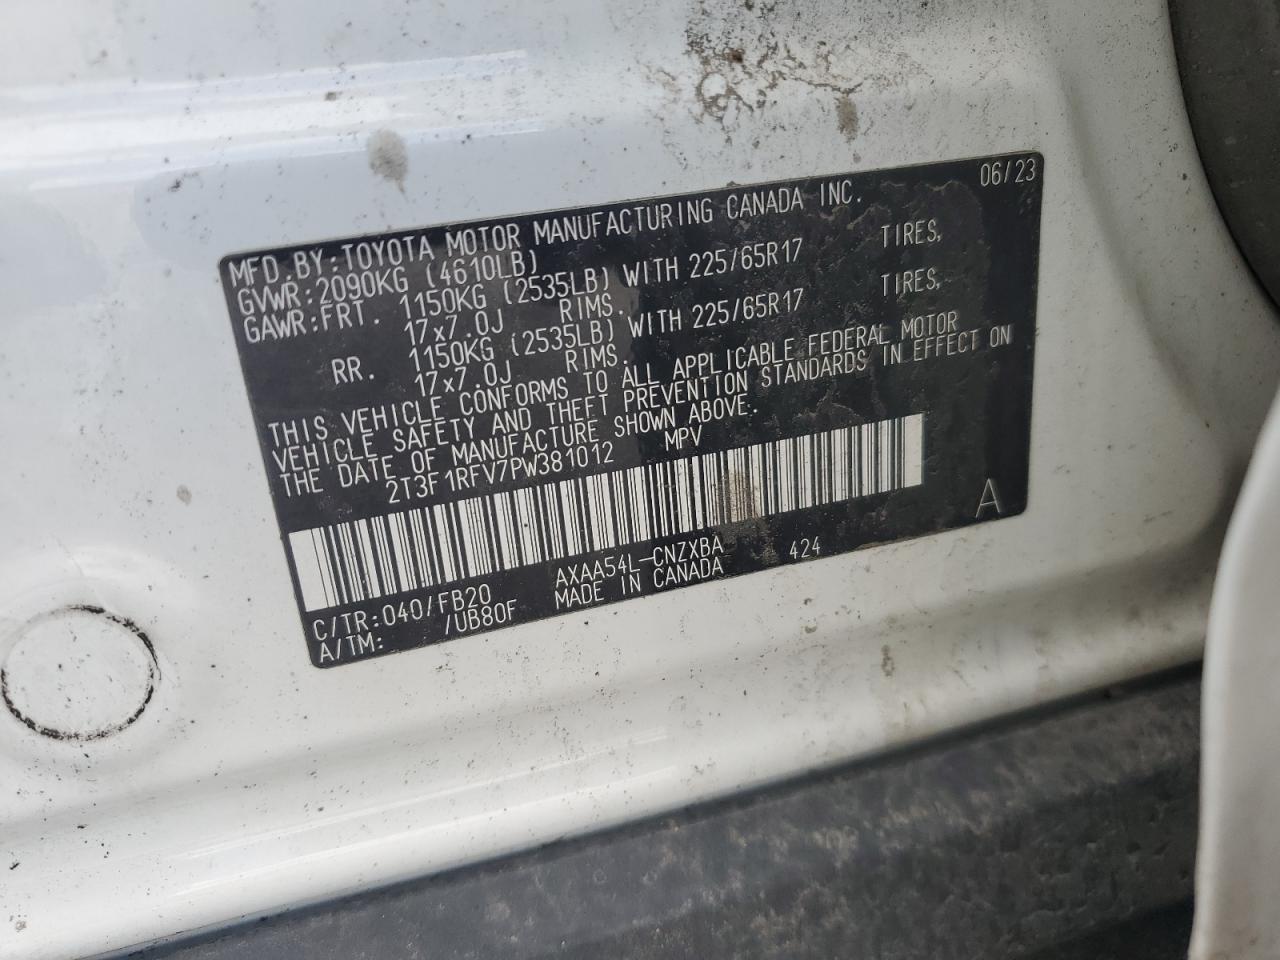 06/23
MFD.BY:TOYOTA MOTOR MANUFACTURING CANADA INC.
GVWR:2090KG (4610LB)
GAWR:FRT. 1150KG (2535LB) WITH 225/65R17 TIRES,
17x7.0J RIMS.
RR. 1150KG (2535LB) WITH 225/65R17 TIRES,
17x7.0J RIMS.
THIS VEHICLE CONFORMS TO ALL APPLICABLE FEDERAL MOTOR
VEHICLE SAFETY AND THEFT PREVENTION STANDARDS IN EFFECT ON
THE DATE OF MANUFACTURE SHOWN ABOVE.
2T3F1RFV7PW381012 MPV
A
C/TR:040/FB20 AXAA54L-CNZXBA 424
A/TM: /UB80F MADE IN CANADA